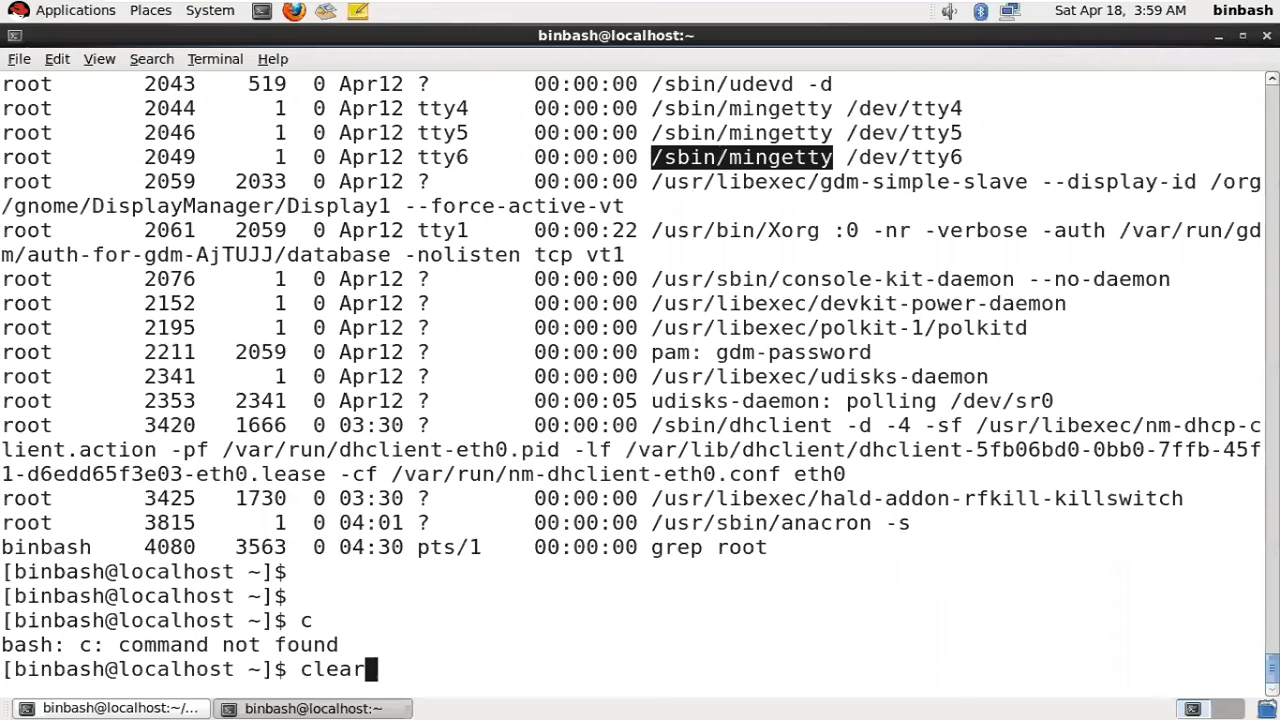 Applications Places System Sat Apr 18, 3:59 AM binbash
binbash@localhost:~
File Edit View Search Terminal Help
root 2043 519 0 Apr12 ? 00:00:00 /sbin/udevd -d
root 2044 1 0 Apr12 tty4 00:00:00 /sbin/mingetty /dev/tty4
root 2046 1 0 Apr12 tty5 00:00:00 /sbin/mingetty /dev/tty5
root 2049 1 0 Apr12 tty6 00:00:00 /sbin/mingetty /dev/tty6
root 2059 2033 0 Apr12 ? 00:00:00 /usr/libexec/gdm-simple-slave --display-id /org
/gnome/DisplayManager/Display1 --force-active-vt
root 2061 2059 0 Apr12 tty1 00:00:22 /usr/bin/Xorg :0 -nr -verbose -auth /var/run/gd
m/auth-for-gdm-AjTUJJ/database -nolisten tcp vt1
root 2076 1 0 Apr12 ? 00:00:00 /usr/sbin/console-kit-daemon --no-daemon
root 2152 1 0 Apr12 ? 00:00:00 /usr/libexec/devkit-power-daemon
root 2195 1 0 Apr12 ? 00:00:00 /usr/libexec/polkit-1/polkitd
root 2211 2059 0 Apr12 ? 00:00:00 pam: gdm-password
root 2341 1 0 Apr12 ? 00:00:00 /usr/libexec/udisks-daemon
root 2353 2341 0 Apr12 ? 00:00:05 udisks-daemon: polling /dev/sr0
root 3420 1666 0 03:30 ? 00:00:00 /sbin/dhclient -d -4 -sf /usr/libexec/nm-dhcp-c
lient.action -pf /var/run/dhclient-eth0.pid -lf /var/lib/dhclient/dhclient-5fb06bd0-0bb0-7ffb-45f
1-d6edd65f3e03-eth0.lease -cf /var/run/nm-dhclient-eth0.conf eth0
root 3425 1730 0 03:30 ? 00:00:00 /usr/libexec/hald-addon-rfkill-killswitch
root 3815 1 0 04:01 ? 00:00:00 /usr/sbin/anacron -s
binbash 4080 3563 0 04:30 pts/1 00:00:00 grep root
[binbash@localhost ~]$
[binbash@localhost ~]$
[binbash@localhost ~]$ c
bash: c: command not found
[binbash@localhost ~]$ clear
binbash@localhost:~/... binbash@localhost:~